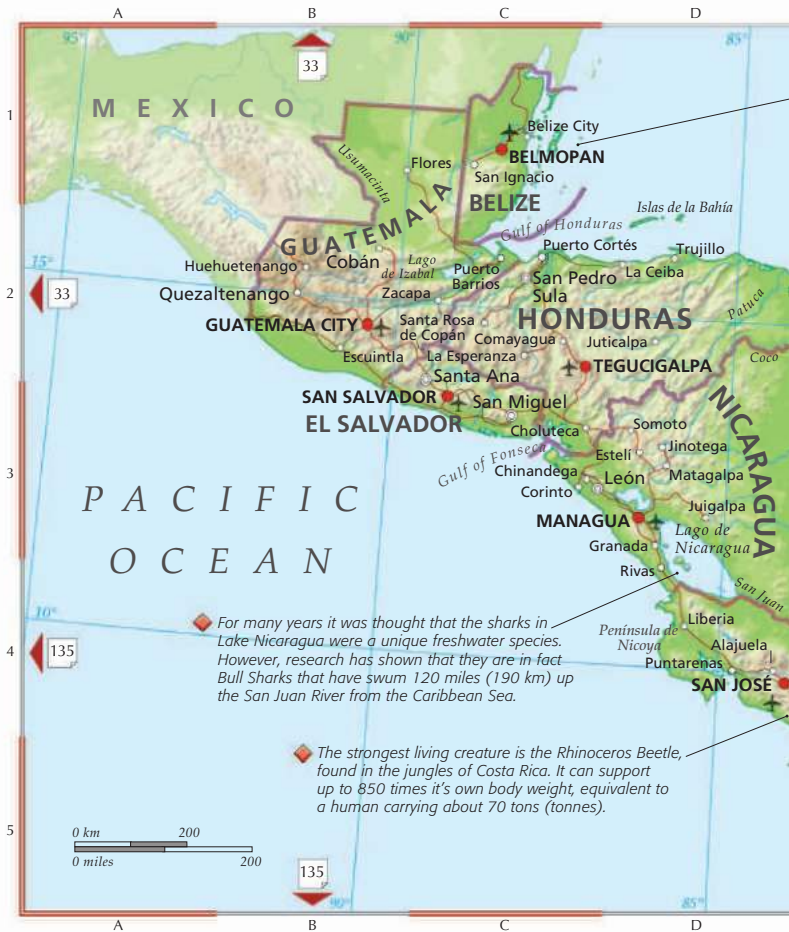 A
B
C
D
95°
90°
85°
33
1
MEXICO
Belize City
BELMOPAN
Usumacinta
Flores
San Ignacio
BELIZE
GUATEMALA
Islas de la Bahía
Gulf of Honduras
Puerto Cortés
Trujillo
15°
Huehuetenango
Cobán
Lago
de Izabal
Puerto
Barrios
San Pedro
Sula
La Ceiba
2
33
Quezaltenango
Zacapa
HONDURAS
Patuca
GUATEMALA CITY
Santa Rosa
de Copán
Comayagua
Juticalpa
Escuintla
La Esperanza
TEGUCIGALPA
Coco
Santa Ana
SAN SALVADOR
San Miguel
NICARAGUA
EL SALVADOR
Choluteca
Somoto
Gulf of Fonseca
Estelí
Jinotega
3
Chinandega
León
Matagalpa
Corinto
PACIFIC
OCEAN
Juigalpa
MANAGUA
Lago de
Nicaragua
Granada
Rivas
San Juan
10°
For many years it was thought that the sharks in
Lake Nicaragua were a unique freshwater species.
However, research has shown that they are in fact
Bull Sharks that have swum 120 miles (190 km) up
the San Juan River from the Caribbean Sea.
Liberia
Península de
Nicoya
Alajuela
Puntarenas
SAN JOSÉ
4
135
The strongest living creature is the Rhinoceros Beetle,
found in the jungles of Costa Rica. It can support
up to 850 times it's own body weight, equivalent to
a human carrying about 70 tons (tonnes).
5
0 km 200
0 miles 200
135
90°
85°
A
B
C
D